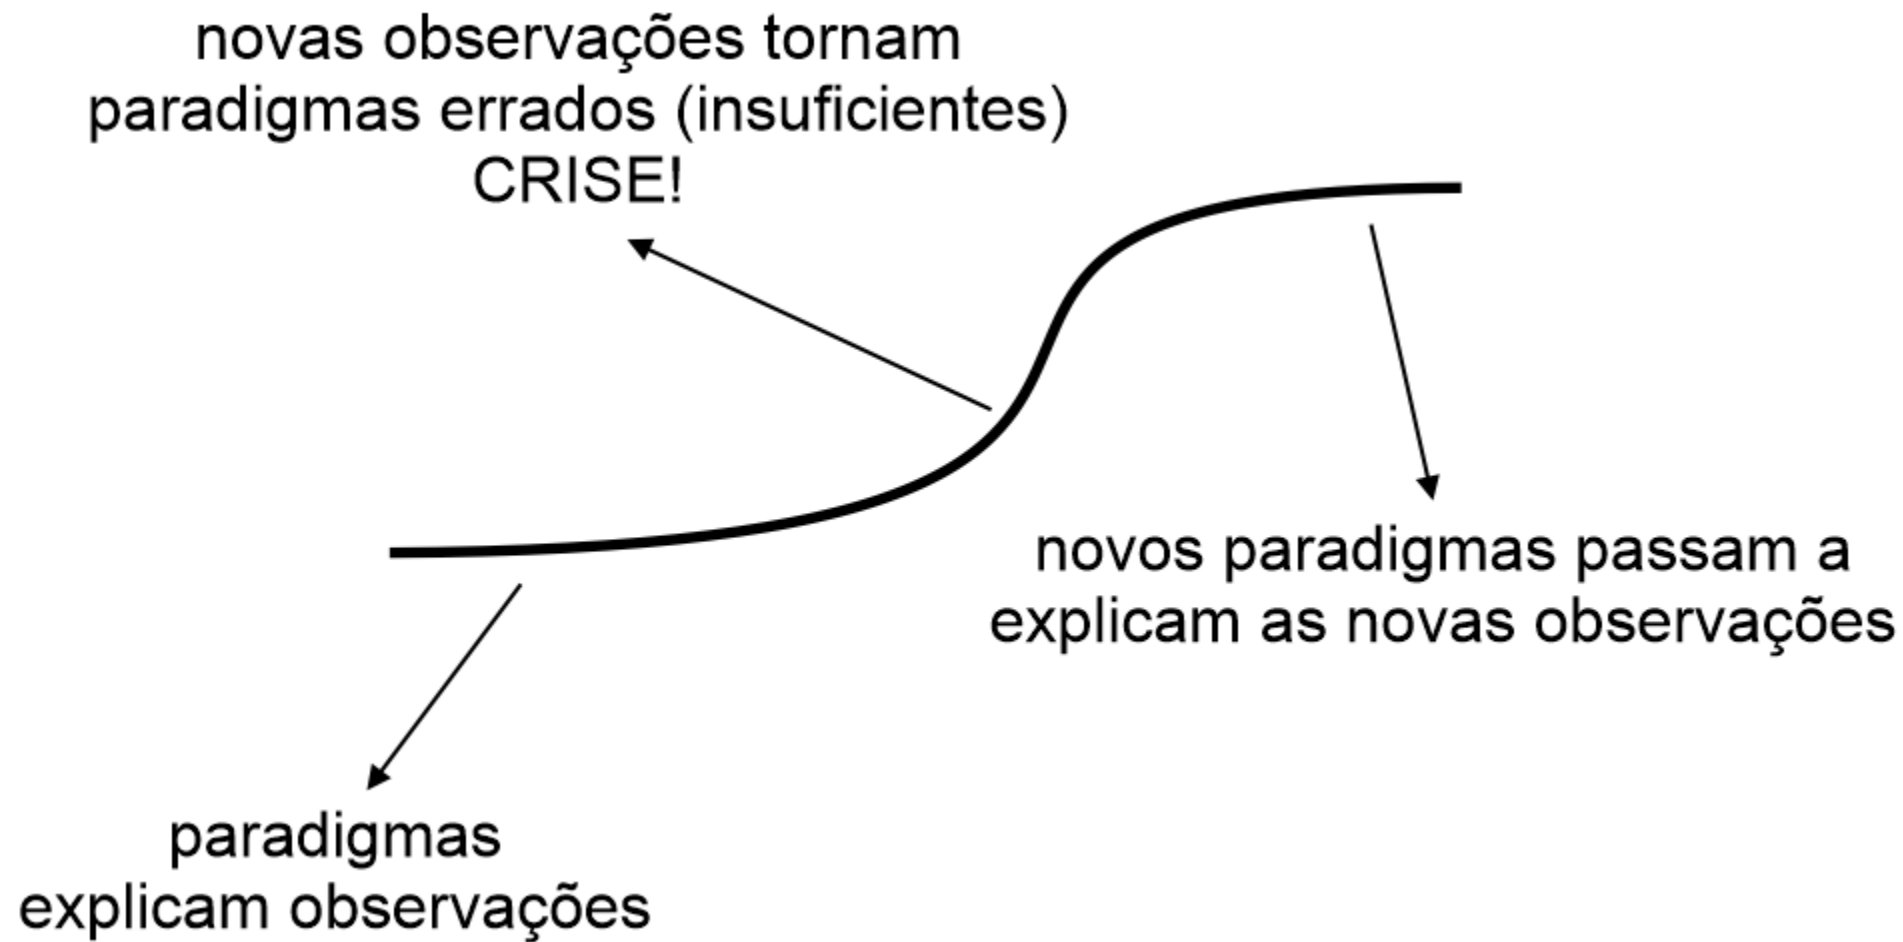 novas observações tornam
paradigmas errados (insuficientes)
CRISE!
novos paradigmas passam a
explicam as novas observações
paradigmas
explicam observações